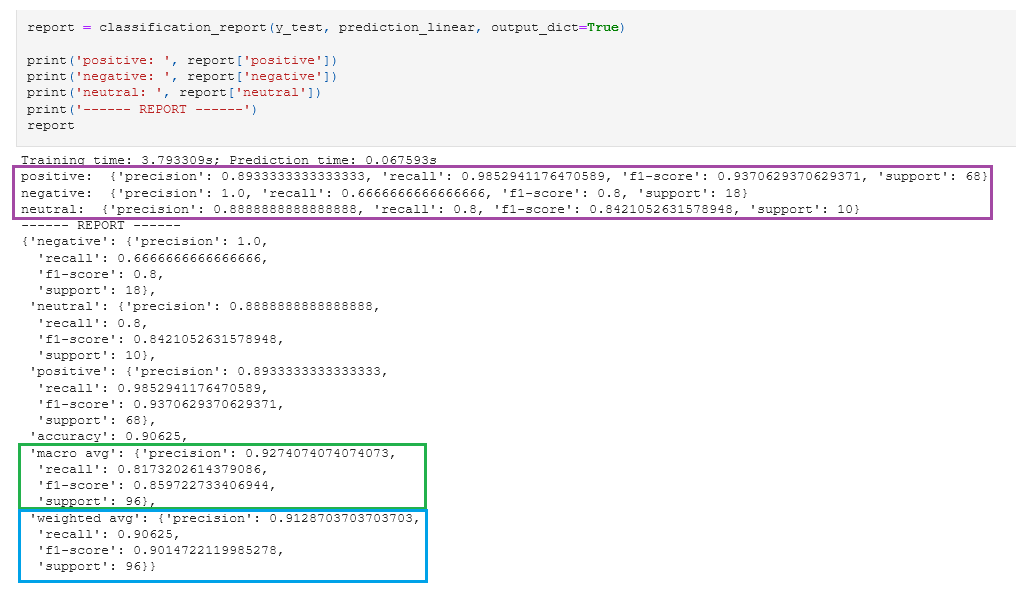 report = classification_report(y_test, prediction_linear, output_dict=True)
print('positive: ', report['positive'])
print('negative: ', report['negative'])
print('neutral: ', report['neutral'])
print('------ REPORT ------')
report
Training time: 3.793309s; Prediction time: 0.067593s
positive:  {'precision': 0.8933333333333333, 'recall': 0.9852941176470589, 'f1-score': 0.9370629370629371, 'support': 68}
negative:  {'precision': 1.0, 'recall': 0.6666666666666666, 'f1-score': 0.8, 'support': 18}
neutral:  {'precision': 0.8888888888888888, 'recall': 0.8, 'f1-score': 0.8421052631578948, 'support': 10}
------ REPORT ------
{'negative': {'precision': 1.0,
'recall': 0.6666666666666666,
'f1-score': 0.8,
'support': 18},
'neutral': {'precision': 0.8888888888888888,
'recall': 0.8,
'f1-score': 0.8421052631578948,
'support': 10},
'positive': {'precision': 0.8933333333333333,
'recall': 0.9852941176470589,
'f1-score': 0.9370629370629371,
'support': 68},
'accuracy': 0.90625,
'macro avg': {'precision': 0.9274074074074073,
'recall': 0.8173202614379086,
'f1-score': 0.859722733406944,
'support': 96},
'weighted avg': {'precision': 0.9128703703703703,
'recall': 0.90625,
'f1-score': 0.9014722119985278,
'support': 96}}